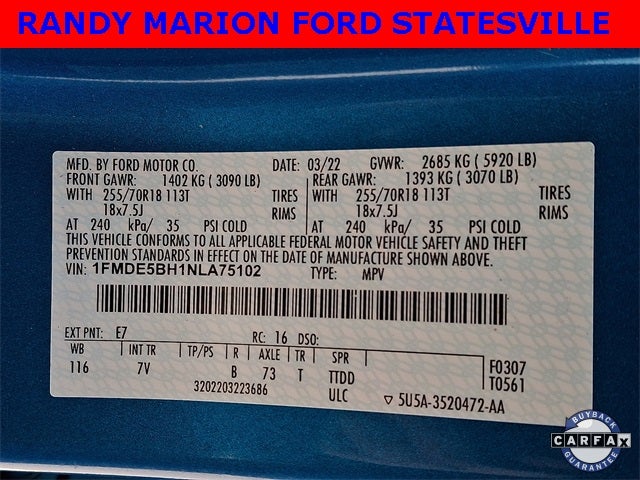 RANDY MARION FORD STATESVILLE
MFD. BY FORD MOTOR CO. DATE: 03/22 GVWR: 2685 KG ( 5920 LB)
FRONT GAWR: 1402 KG ( 3090 LB) REAR GAWR: 1393 KG ( 3070 LB)
WITH 255/70R18 113T TIRES WITH 255/70R18 113T TIRES
18x7.5J RIMS 18x7.5J RIMS
AT 240 kPa/ 35 PSI COLD AT 240 kPa/ 35 PSI COLD
THIS VEHICLE CONFORMS TO ALL APPLICABLE FEDERAL MOTOR VEHICLE SAFETY AND THEFT
PREVENTION STANDARDS IN EFFECT ON THE DATE OF MANUFACTURE SHOWN ABOVE.
VIN: 1FMDE5BH1NLA75102 TYPE: MPV
EXT PNT: E7 RC: 16 DSO:
WB INT TR TP/PS R AXLE TR SPR F0307
116 7V B 73 T TTDD T0561
3202203223686 ULC ▽ 5U5A-3520472-AA
BUYBACK
CARFAX
GUARANTEE